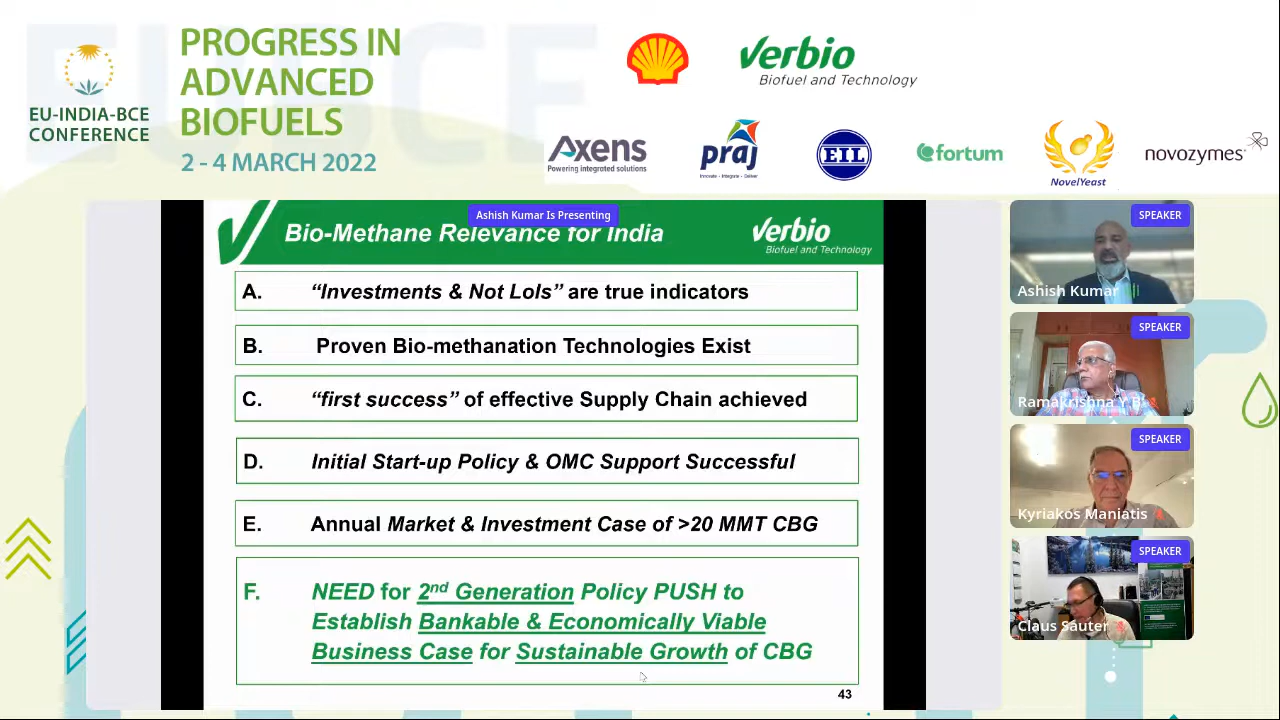 EU-INDIA-BCE
CONFERENCE
PROGRESS IN
ADVANCED
BIOFUELS
2 - 4 MARCH 2022
Verbio
Biofuel and Technology
Axens
Powering integrated solutions
praj
Innovate • Integrate • Deliver
EIL
fortum
NovelYeast
novozymes
Ashish Kumar Is Presenting
Bio-Methane Relevance for India
Verbio
Biofuel and Technology
A. “Investments & Not LoIs” are true indicators
B. Proven Bio-methanation Technologies Exist
C. “first success” of effective Supply Chain achieved
D. Initial Start-up Policy & OMC Support Successful
E. Annual Market & Investment Case of >20 MMT CBG
F. NEED for 2nd Generation Policy PUSH to
Establish Bankable & Economically Viable
Business Case for Sustainable Growth of CBG
43
SPEAKER
Ashish Kumar
SPEAKER
Ramakrishna Y B
SPEAKER
Kyriakos Maniatis
SPEAKER
Claus Sauter